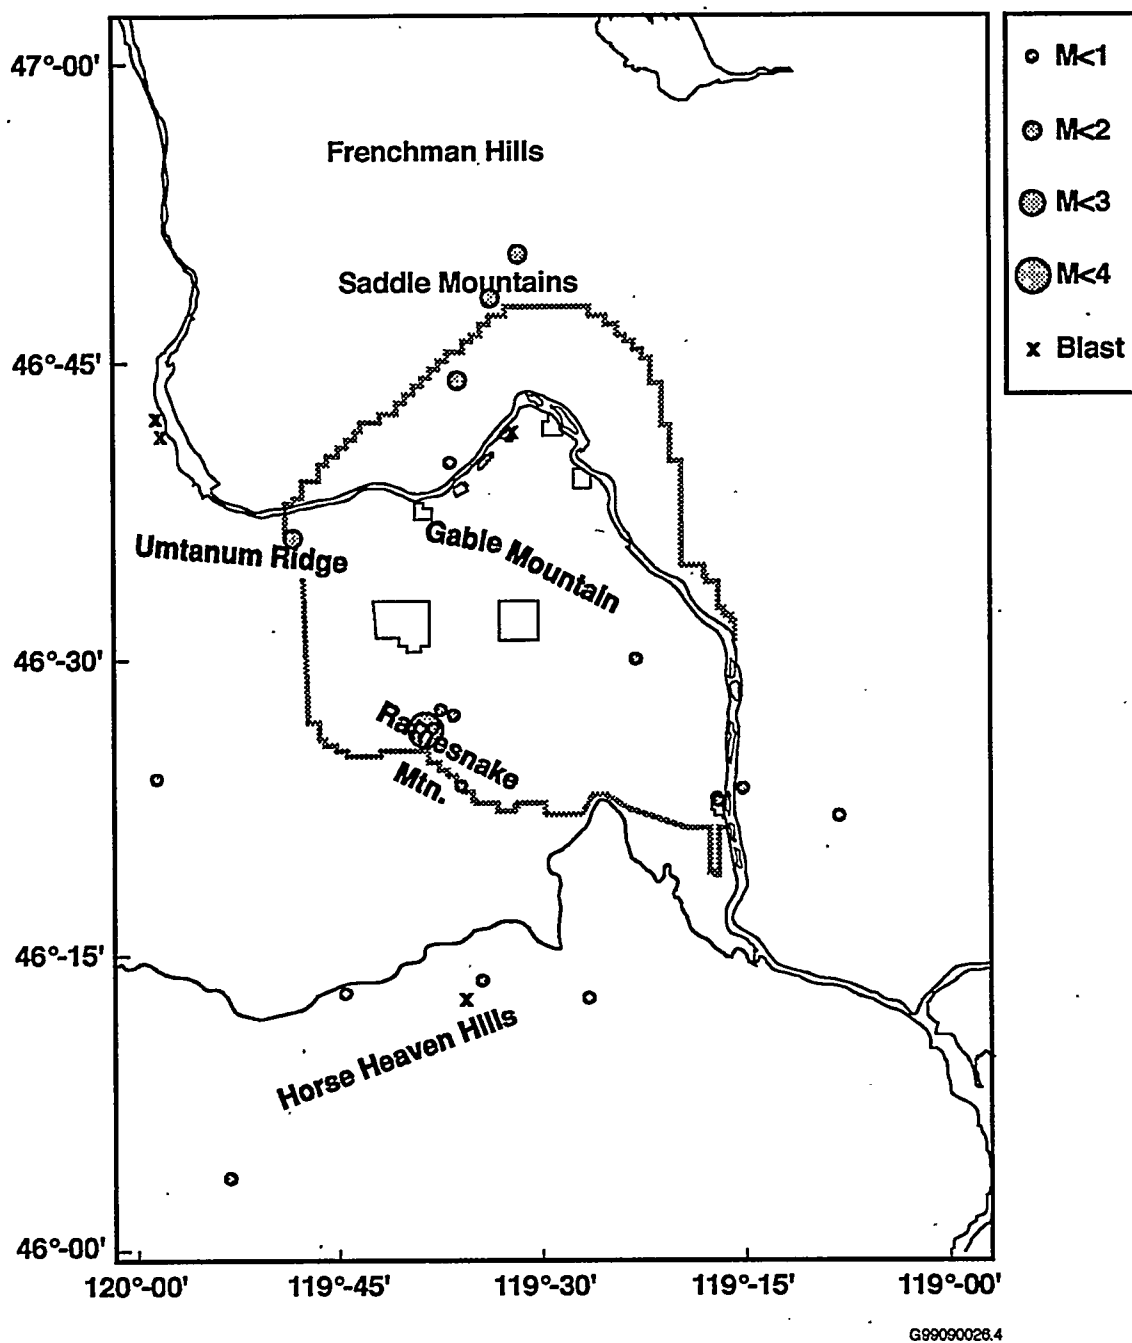 47°-00'
M<1
M<2
M<3
M<4
x Blast
Frenchman Hills
Saddle Mountains
46°-45'
Umtanum Ridge
Gable Mountain
46°-30'
Rattlesnake
Mtn.
46°-15'
Horse Heaven Hills
46°-00'
120°-00'
119°-45'
119°-30'
119°-15'
119°-00'
G99090026.4